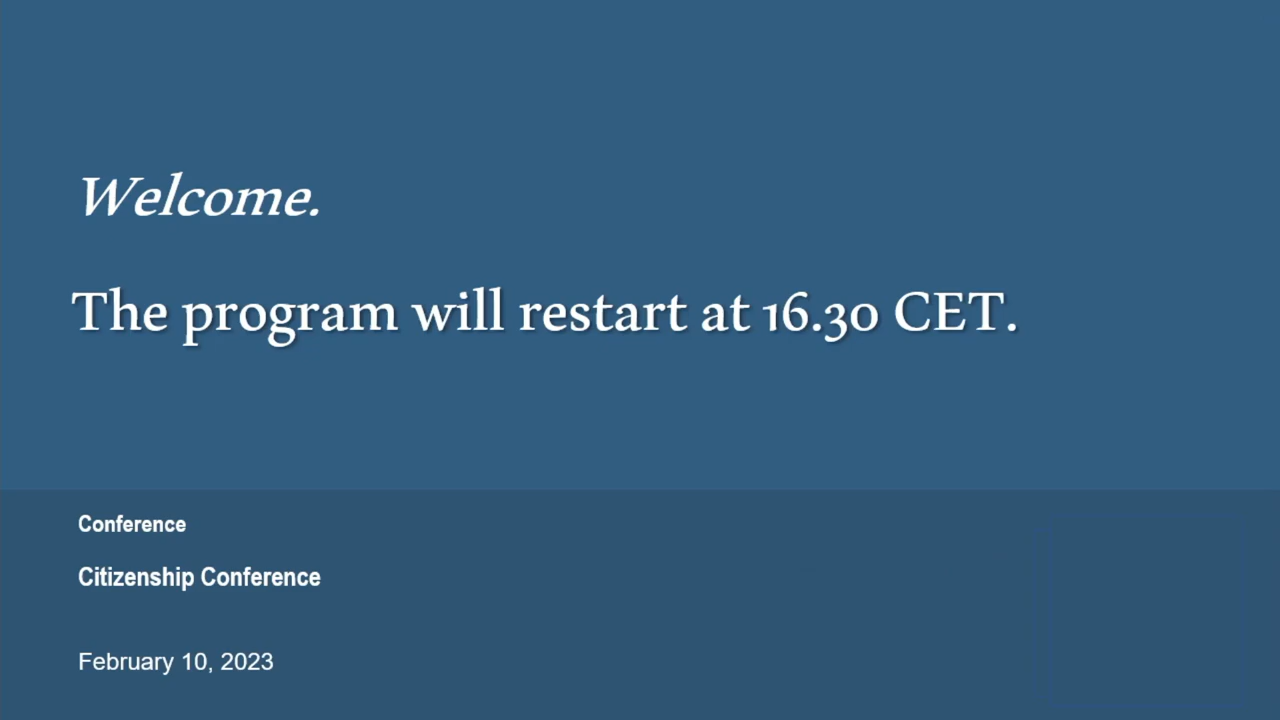 Welcome.
The program will restart at 16.30 CET.
Conference
Citizenship Conference
February 10, 2023